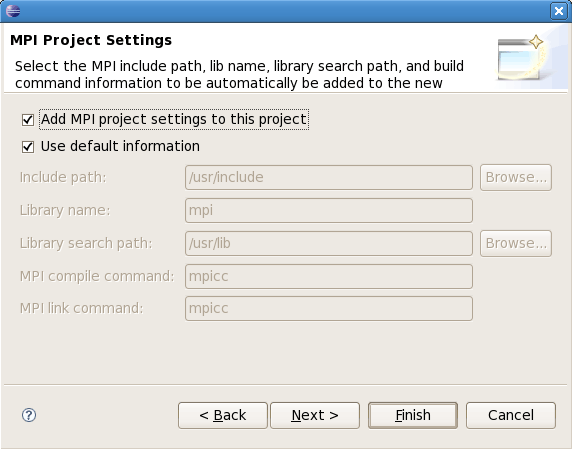 MPI Project Settings
Select the MPI include path, lib name, library search path, and build
command information to be automatically be added to the new
Add MPI project settings to this project
Use default information
Include path: /usr/include Browse...
Library name: mpi
Library search path: /usr/lib Browse...
MPI compile command: mpicc
MPI link command: mpicc
? < Back Next > Finish Cancel